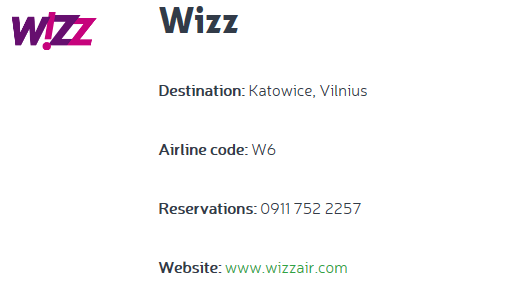 W!ZZ
Wizz
Destination: Katowice, Vilnius
Airline code: W6
Reservations: 0911 752 2257
Website: www.wizzair.com